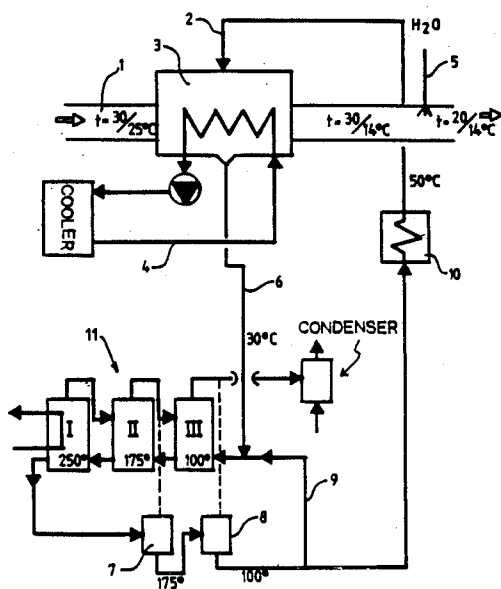 2
H2O
3
1
5
t=30/25°C
t=30/14°C
t=20/14°C
50°C
COOLER
4
10
6
CONDENSER
11
30°C
I
II
III
250°
175°
100°
9
8
7
175°
100°